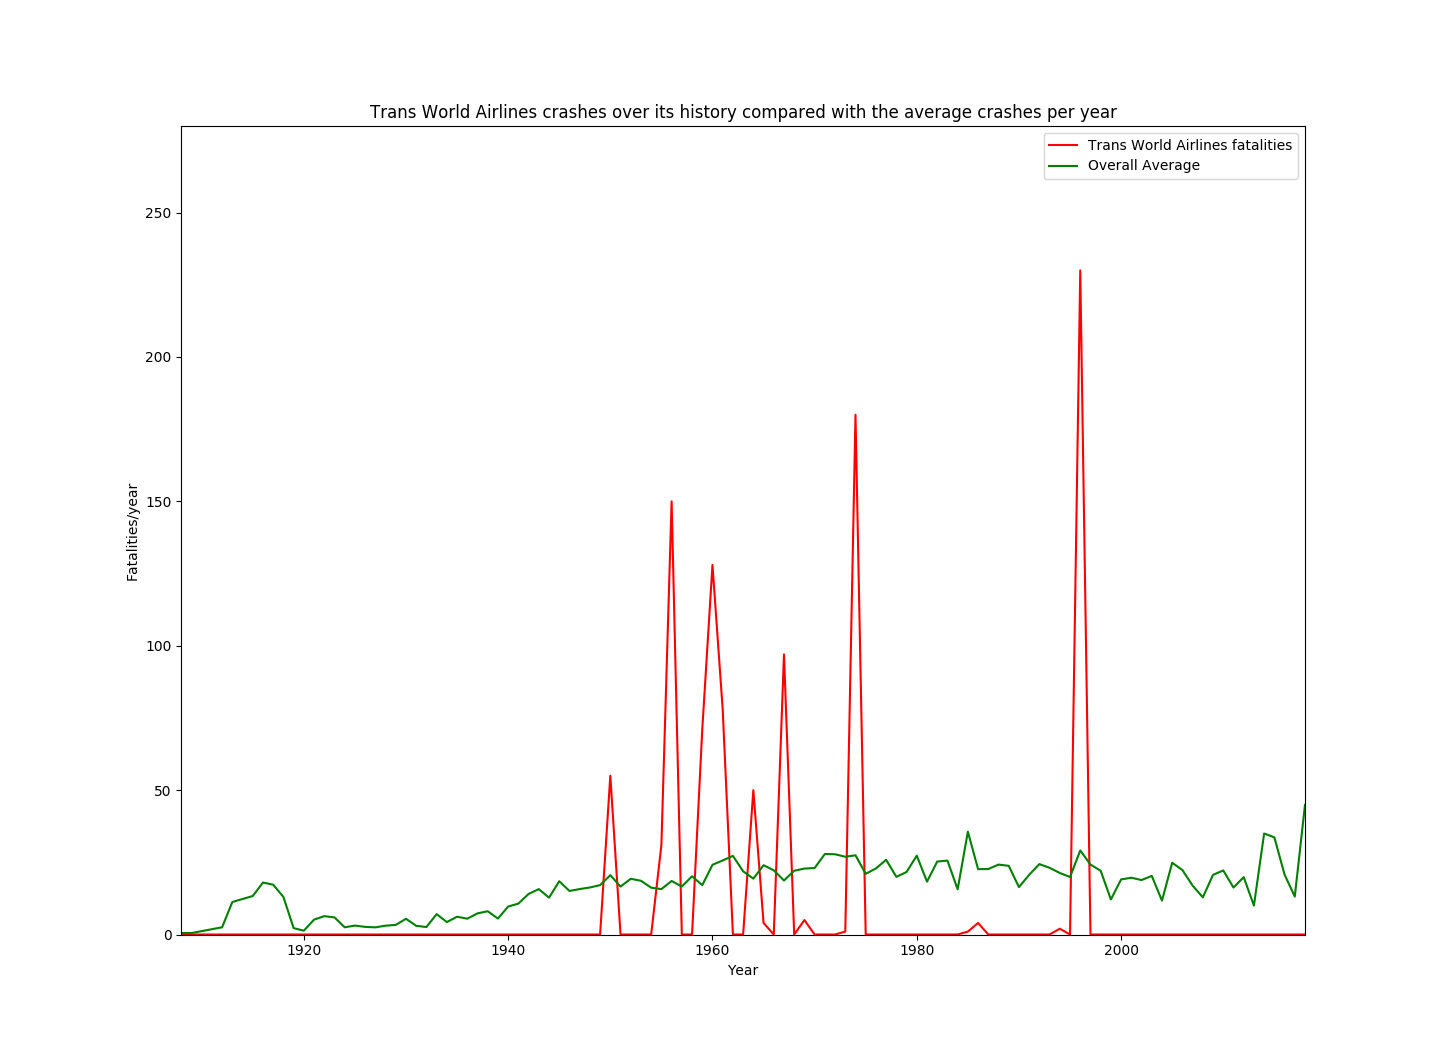 Trans World Airlines crashes over its history compared with the average crashes per year
Trans World Airlines fatalities
Overall Average
250
200
150
100
50
0
Fatalities/year
1920 1940 1960 1980 2000
Year